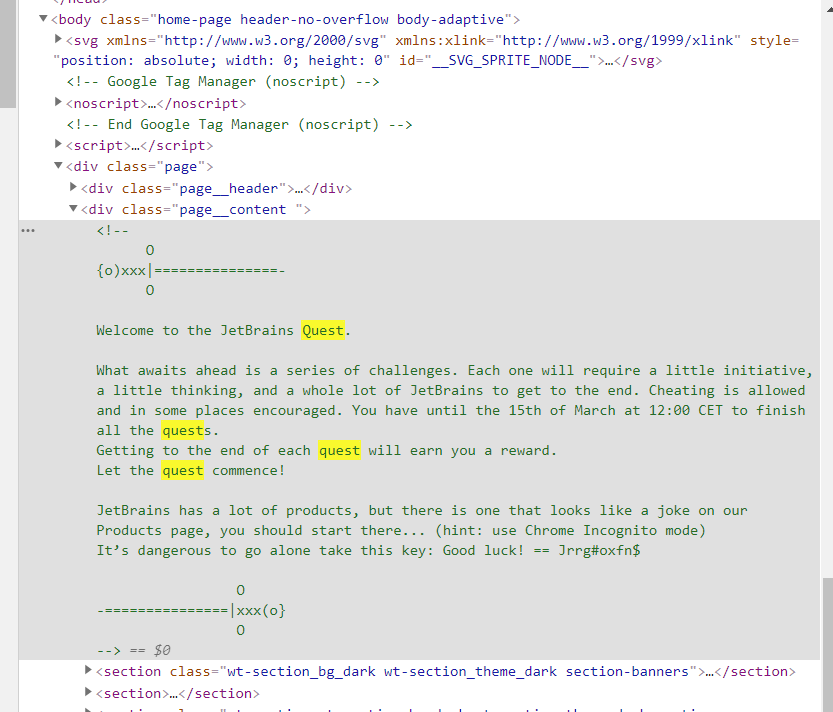 </head>
▼<body class="home-page header-no-overflow body-adaptive">
▶<svg xmlns="http://www.w3.org/2000/svg" xmlns:xlink="http://www.w3.org/1999/xlink" style=
"position: absolute; width: 0; height: 0" id="__SVG_SPRITE_NODE__">…</svg>
<!-- Google Tag Manager (noscript) -->
▶<noscript>…</noscript>
<!-- End Google Tag Manager (noscript) -->
▶<script>…</script>
▼<div class="page">
▶<div class="page__header">…</div>
▼<div class="page__content ">
<!--
O
{o)xxx|===============-
O
Welcome to the JetBrains Quest.
What awaits ahead is a series of challenges. Each one will require a little initiative,
a little thinking, and a whole lot of JetBrains to get to the end. Cheating is allowed
and in some places encouraged. You have until the 15th of March at 12:00 CET to finish
all the quests.
Getting to the end of each quest will earn you a reward.
Let the quest commence!
JetBrains has a lot of products, but there is one that looks like a joke on our
Products page, you should start there... (hint: use Chrome Incognito mode)
It’s dangerous to go alone take this key: Good luck! == Jrrg#oxfn$
O
-===============|xxx(o}
O
--> == $0
▶<section class="wt-section_bg_dark wt-section_theme_dark section-banners">…</section>
▶<section>…</section>